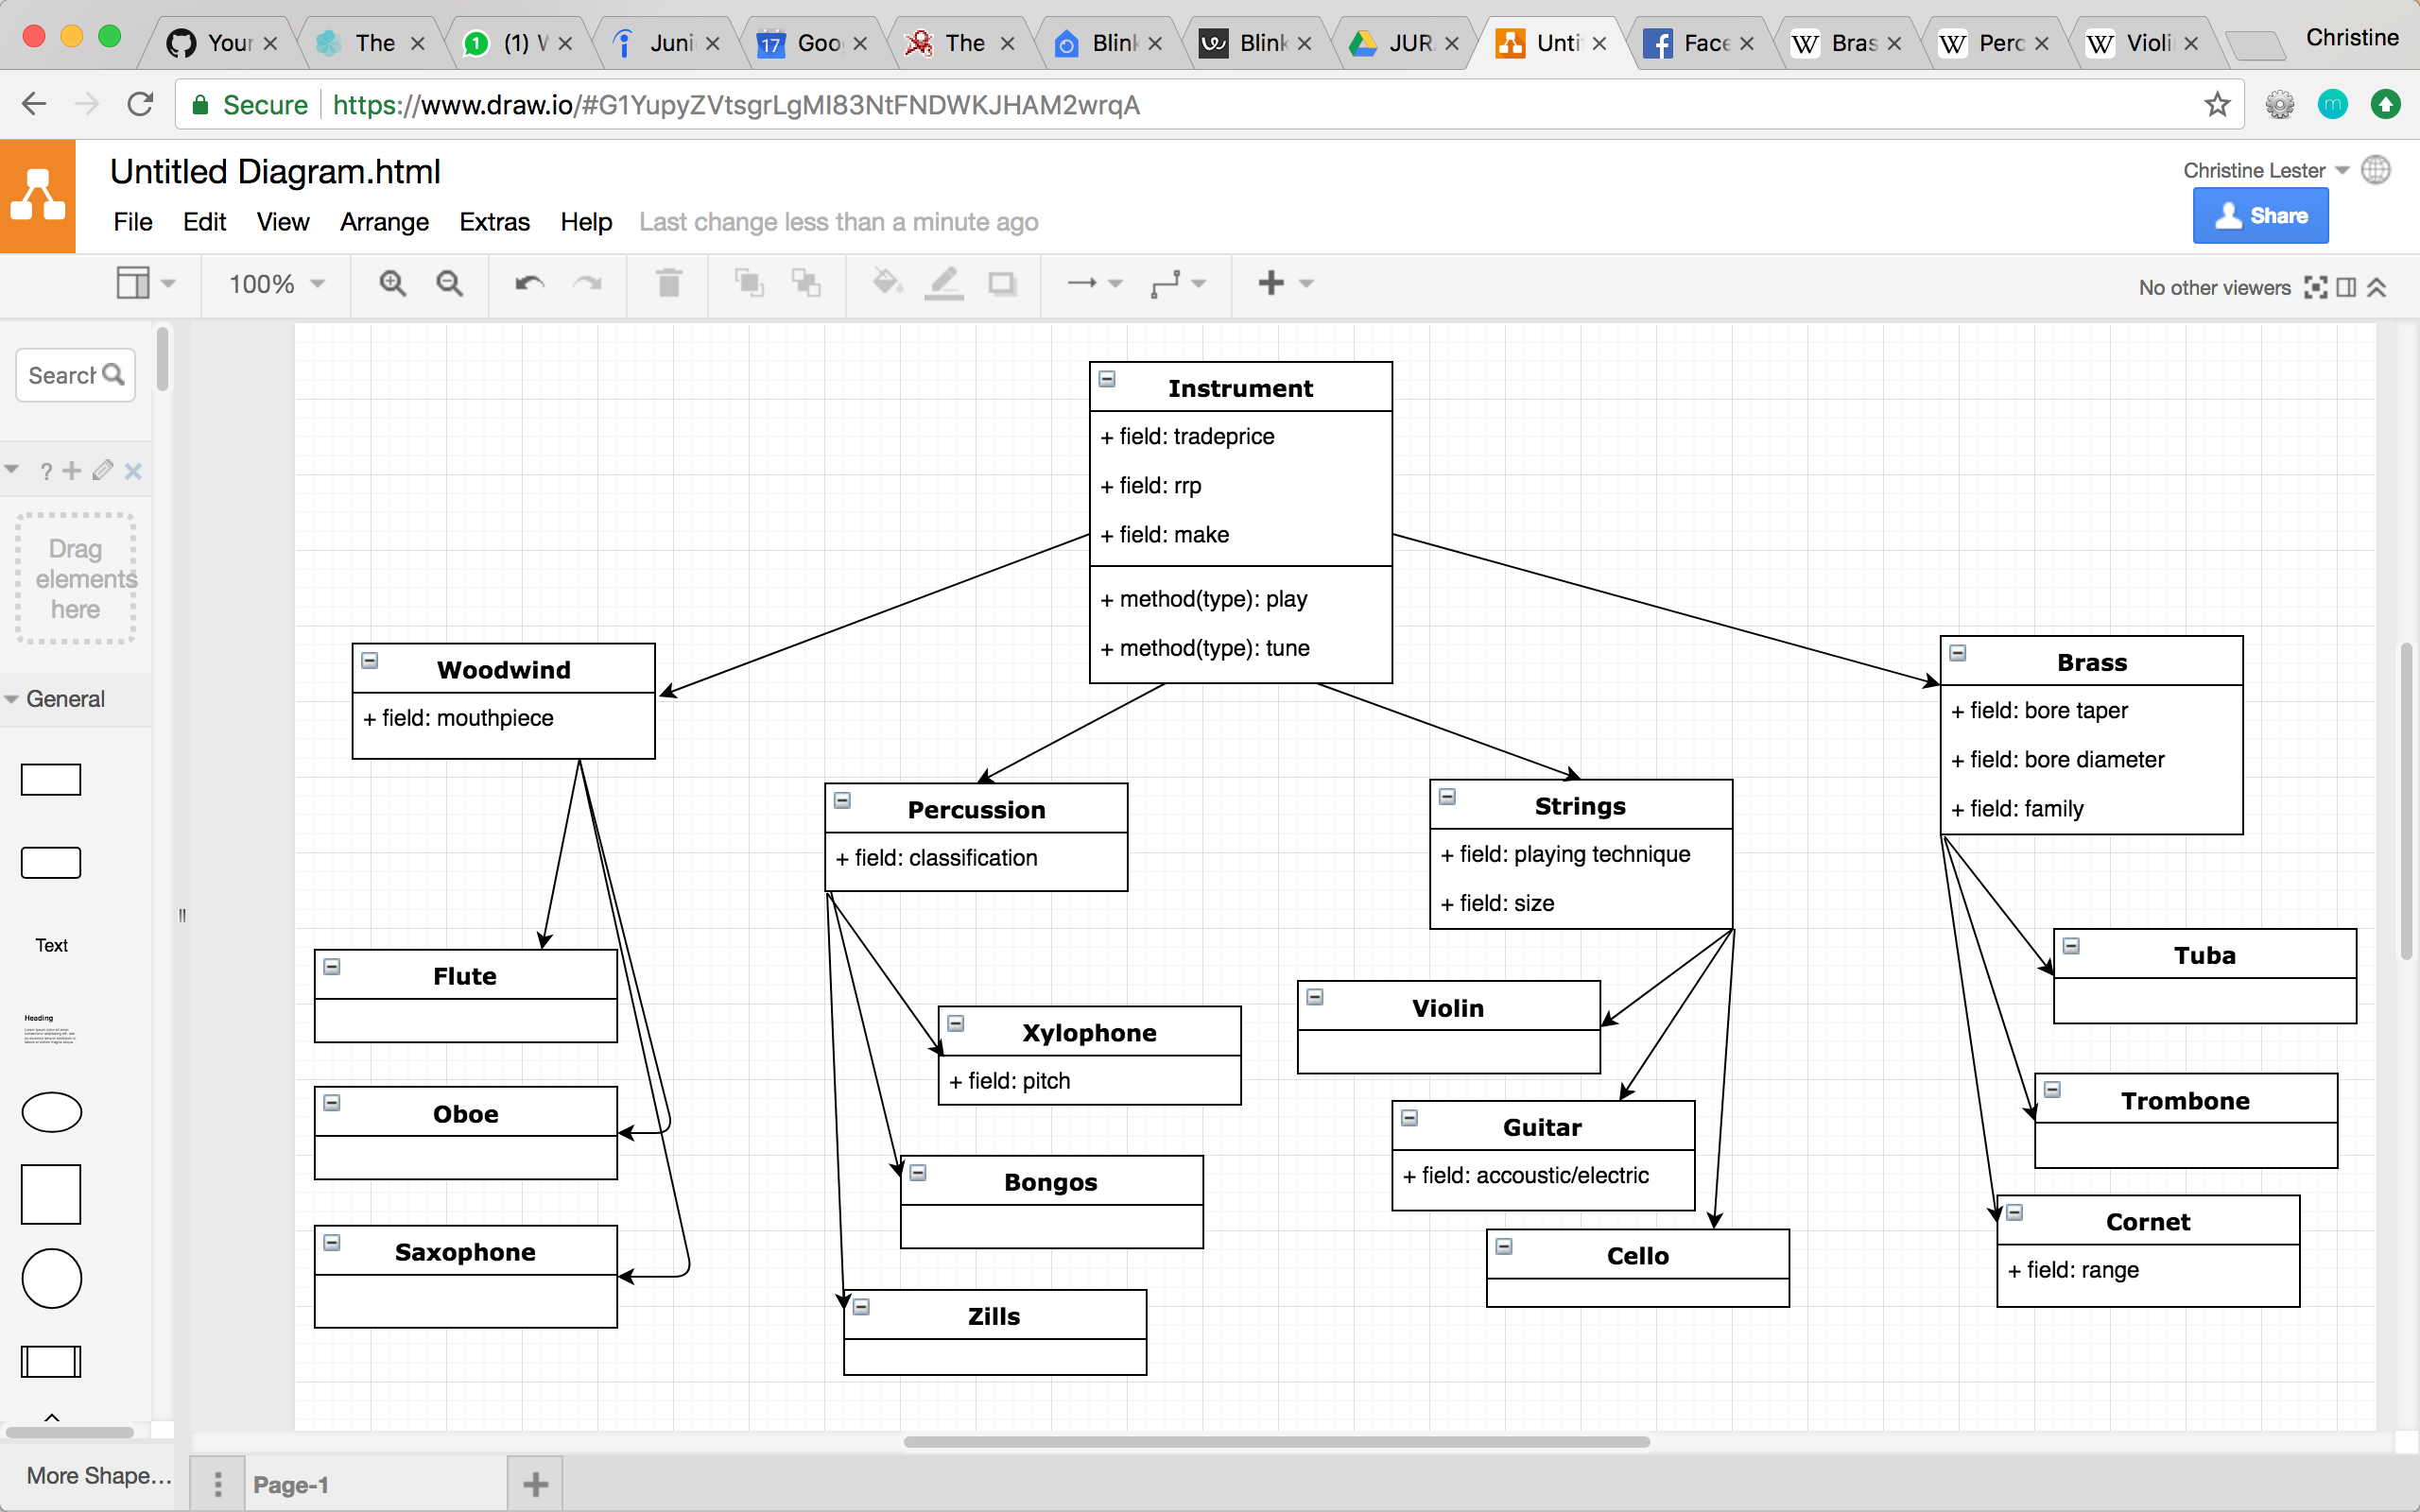 Your
The
(1) W
Juni
17
Goo
The
Blink
Blink
JUR
Unti
Face
W Bras
W Perc
W Violi
Christine
Secure
https://www.draw.io/#G1YupyZVtsgrLgMI83NtFNDWKJHAM2wrqA
Untitled Diagram.html
Christine Lester
File Edit View Arrange Extras Help Last change less than a minute ago
Share
100%
No other viewers
Search
?
Drag
elements
here
General
Text
Heading
More Shape...
Page-1
Instrument
+ field: tradeprice
+ field: rrp
+ field: make
+ method(type): play
+ method(type): tune
Woodwind
+ field: mouthpiece
Percussion
+ field: classification
Strings
+ field: playing technique
+ field: size
Brass
+ field: bore taper
+ field: bore diameter
+ field: family
Flute
Oboe
Saxophone
Xylophone
+ field: pitch
Bongos
Zills
Violin
Guitar
+ field: accoustic/electric
Cello
Tuba
Trombone
Cornet
+ field: range